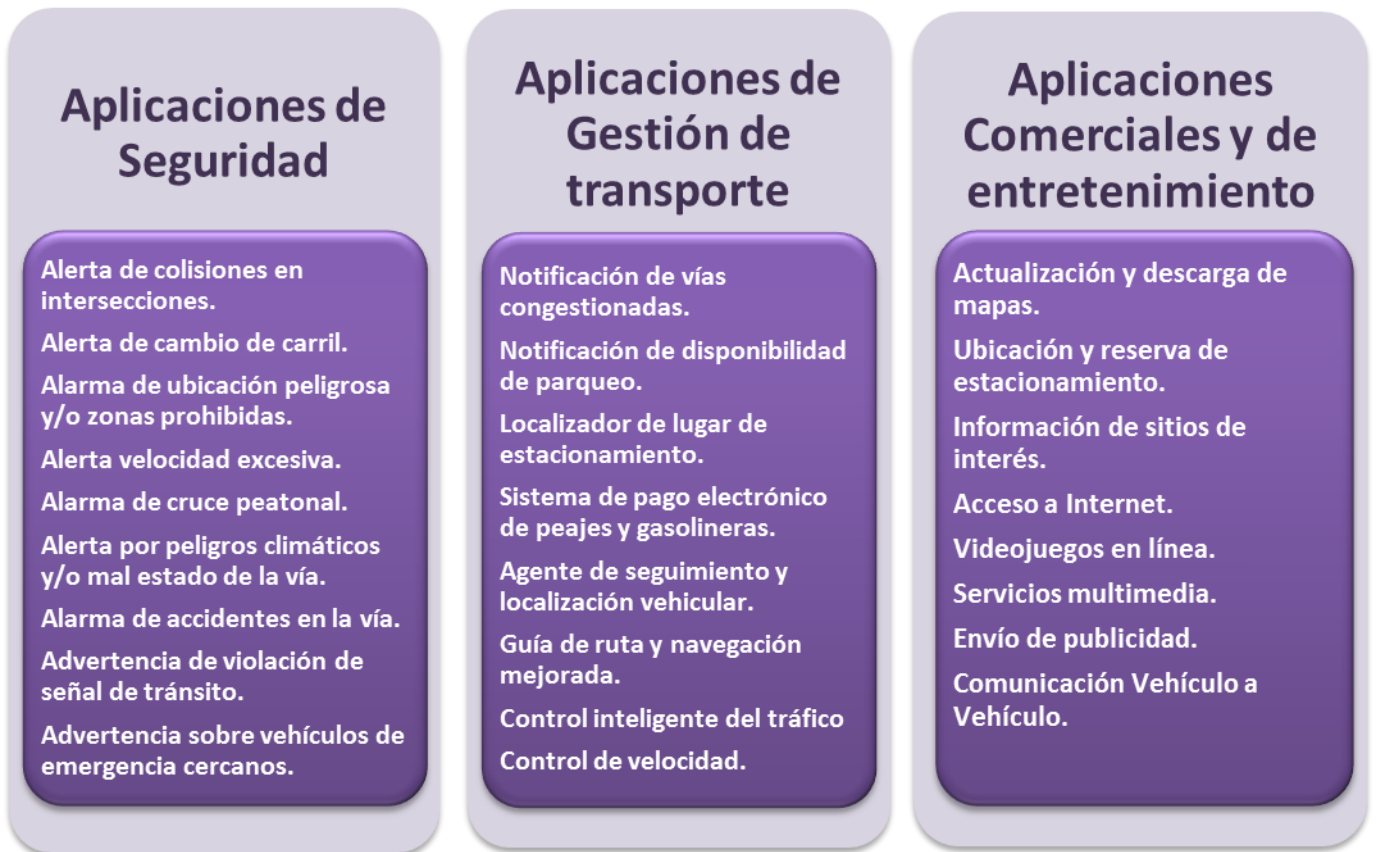 Aplicaciones de
Seguridad
Alerta de colisiones en
intersecciones.
Alerta de cambio de carril.
Alarma de ubicación peligrosa
y/o zonas prohibidas.
Alerta velocidad excesiva.
Alarma de cruce peatonal.
Alerta por peligros climáticos
y/o mal estado de la vía.
Alarma de accidentes en la vía.
Advertencia de violación de
señal de tránsito.
Advertencia sobre vehículos de
emergencia cercanos.
Aplicaciones de
Gestión de
transporte
Notificación de vías
congestionadas.
Notificación de disponibilidad
de parqueo.
Localizador de lugar de
estacionamiento.
Sistema de pago electrónico
de peajes y gasolineras.
Agente de seguimiento y
localización vehicular.
Guía de ruta y navegación
mejorada.
Control inteligente del tráfico
Control de velocidad.
Aplicaciones
Comerciales y de
entretenimiento
Actualización y descarga de
mapas.
Ubicación y reserva de
estacionamiento.
Información de sitios de
interés.
Acceso a Internet.
Videojuegos en línea.
Servicios multimedia.
Envío de publicidad.
Comunicación Vehículo a
Vehículo.